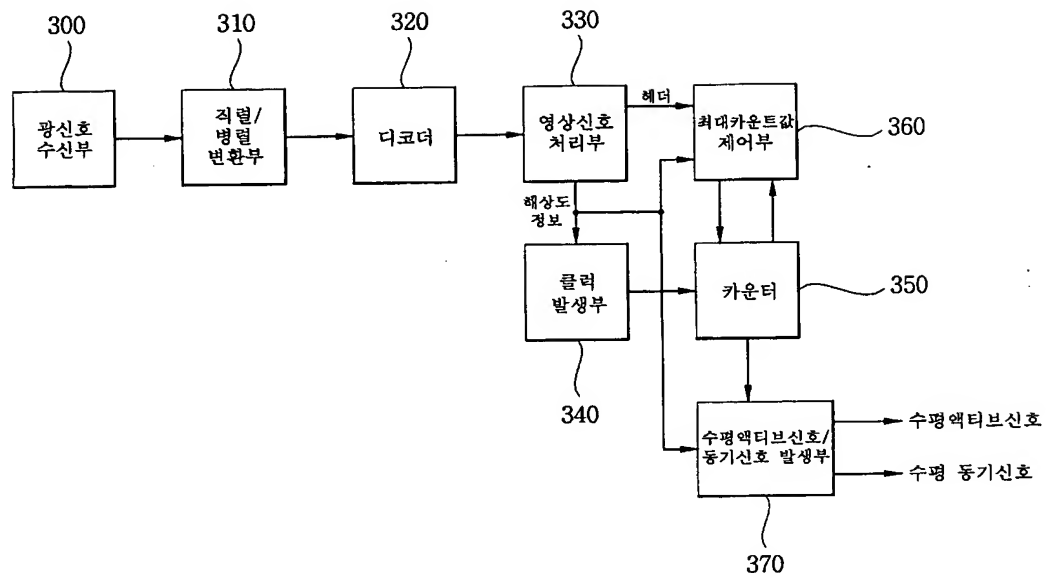 300
310
320
330
광신호
수신부
직렬/
병렬
변환부
디코더
영상신호
처리부
헤더
최대카운트값
제어부
360
해상도
정보
클럭
발생부
340
카운터
350
수평액티브신호/
동기신호 발생부
370
수평액티브신호
수평 동기신호